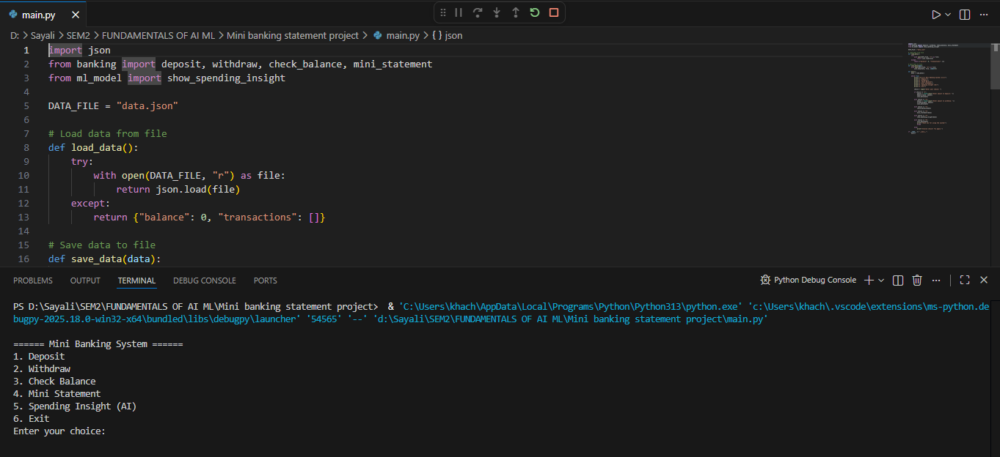 main.py
D: > Sayali > SEM2 > FUNDAMENTALS OF AI ML > Mini banking statement project > main.py > {} json
1 import json
2 from banking import deposit, withdraw, check_balance, mini_statement
3 from ml_model import show_spending_insight
4
5 DATA_FILE = "data.json"
6
7 # Load data from file
8 def load_data():
9     try:
10         with open(DATA_FILE, "r") as file:
11             return json.load(file)
12     except:
13         return {"balance": 0, "transactions": []}
14
15 # Save data to file
16 def save_data(data):
PROBLEMS OUTPUT TERMINAL DEBUG CONSOLE PORTS Python Debug Console
PS D:\Sayali\SEM2\FUNDAMENTALS OF AI ML\Mini banking statement project>  & 'C:\Users\khach\AppData\Local\Programs\Python\Python313\python.exe' 'c:\Users\khach\.vscode\extensions\ms-python.de
bugpy-2025.18.0-win32-x64\bundled\libs\debugpy\launcher' '54565' '--' 'd:\Sayali\SEM2\FUNDAMENTALS OF AI ML\Mini banking statement project\main.py'
====== Mini Banking System ======
1. Deposit
2. Withdraw
3. Check Balance
4. Mini Statement
5. Spending Insight (AI)
6. Exit
Enter your choice: